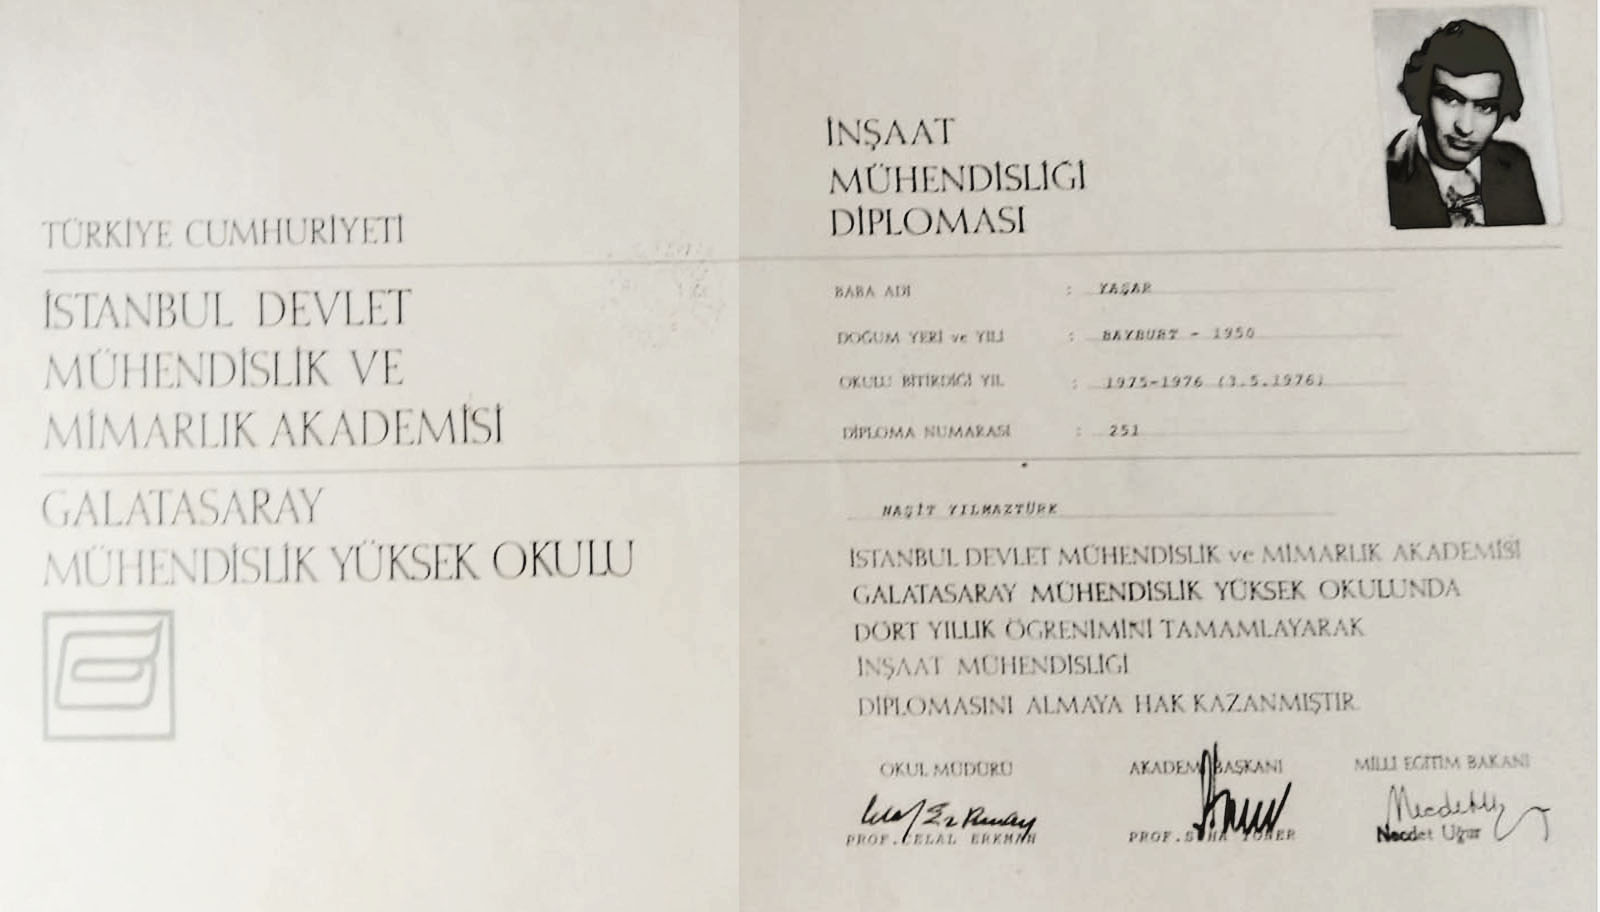 TÜRKİYE CUMHURİYETİ
İSTANBUL DEVLET
MÜHENDİSLİK VE
MİMARLIK AKADEMİSİ
GALATASARAY
MÜHENDİSLİK YÜKSEK OKULU
İNŞAAT
MÜHENDİSLİĞİ
DİPLOMASI
BABA ADI : YAŞAR
DOĞUM YERİ ve YILI : BAYBURT - 1950
OKULU BİTİRDİĞİ YIL : 1975-1976 (3.5.1976)
DİPLOMA NUMARASI : 251
NAŞİT YILMAZTÜRK
İSTANBUL DEVLET MÜHENDİSLİK ve MİMARLIK AKADEMİSİ
GALATASARAY MÜHENDİSLİK YÜKSEK OKULUNDA
DÖRT YILLIK ÖĞRENİMİNİ TAMAMLAYARAK
İNŞAAT MÜHENDİSLİĞİ
DİPLOMASINI ALMAYA HAK KAZANMIŞTIR.
OKUL MÜDÜRÜ AKADEMİ BAŞKANI MİLLİ EĞİTİM BAKANI
PROF. CELAL ERKMAN PROF. SUHA TONER Necdet Uğur